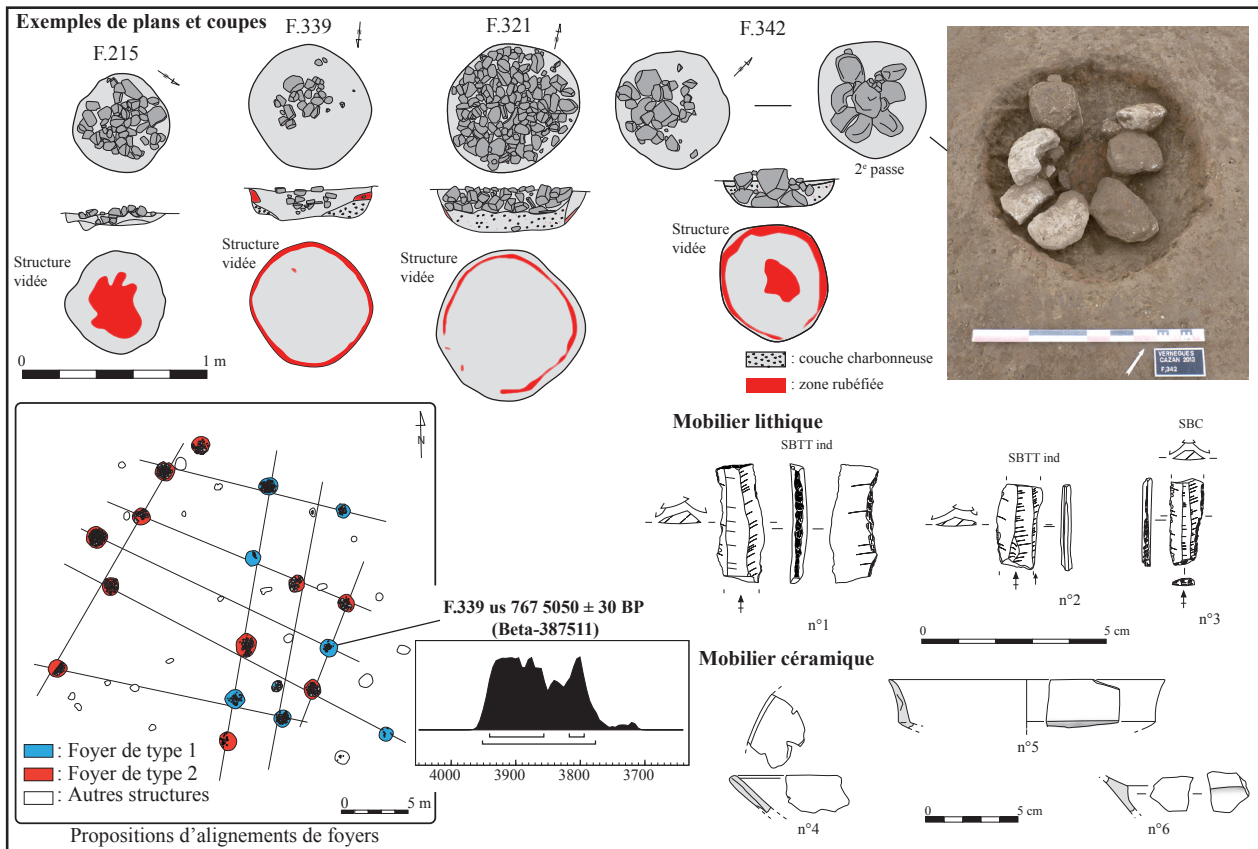 Exemples de plans et coupes
F.215
F.339
F.321
F.342
N
N
N
N
2e passe
Structure
vidée
Structure
vidée
Structure
vidée
0
1 m
: couche charbonneuse
: zone rubéfiée
VERNEGUES
CAZAN 2013
F.342
N
F.339 us 767 5050 ± 30 BP
(Beta-387511)
4000
3900
3800
3700
: Foyer de type 1
: Foyer de type 2
: Autres structures
0
5 m
Propositions d’alignements de foyers
Mobilier lithique
SBTT ind
SBTT ind
SBC
n°1
n°2
n°3
0
5 cm
Mobilier céramique
n°4
n°5
n°6
0
5 cm